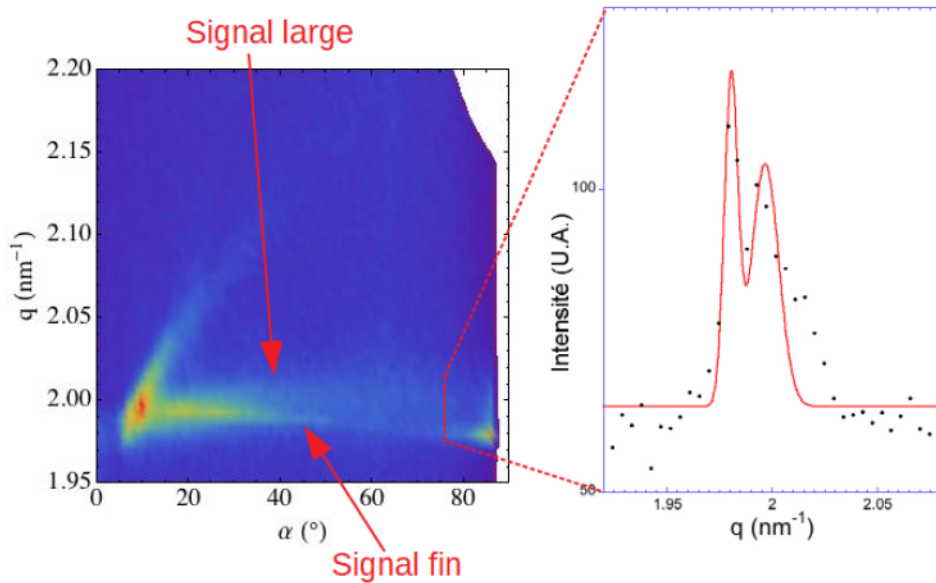 Signal large
2.20
2.15
2.10
2.05
2.00
1.95
q (nm−1)
0
20
40
60
80
α (°)
Signal fin
Intensité (U.A.)
100
50
1.95
2
2.05
q (nm-1)